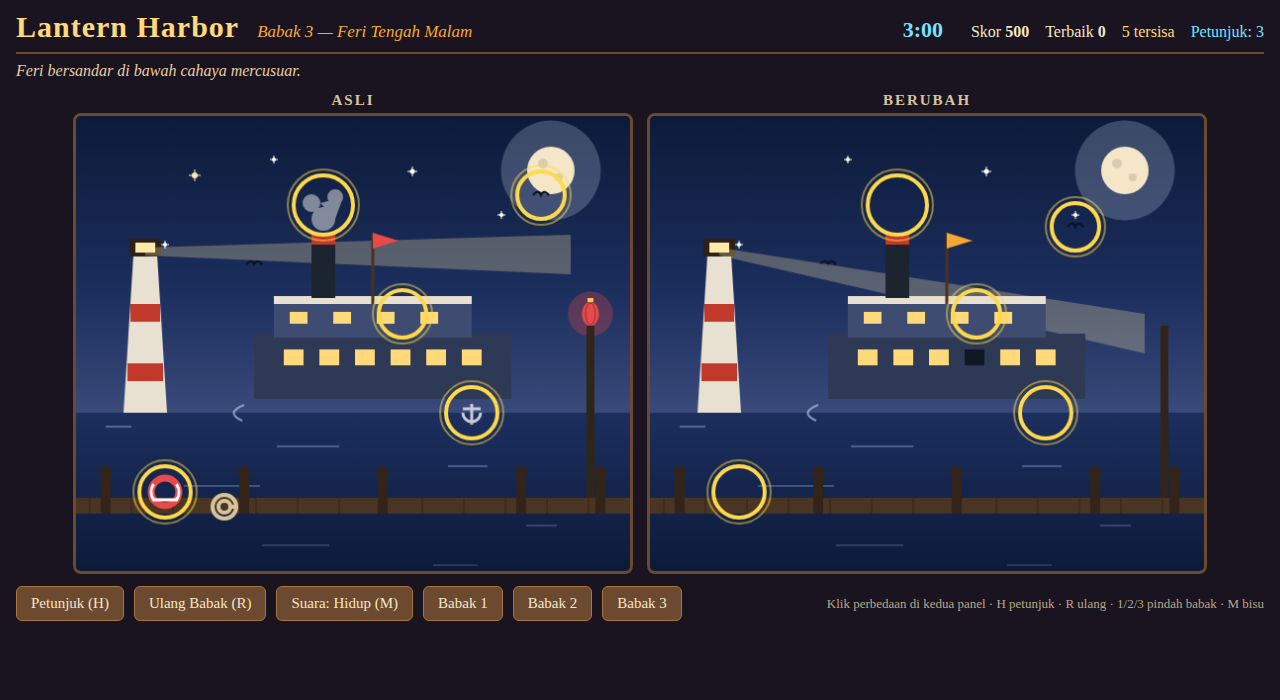 Lantern Harbor
Babak 3 — Feri Tengah Malam
3:00
Skor 500
Terbaik 0
5 tersisa
Petunjuk: 3
Feri bersandar di bawah cahaya mercusuar.
ASLI
BERUBAH
Petunjuk (H)
Ulang Babak (R)
Suara: Hidup (M)
Babak 1
Babak 2
Babak 3
Klik perbedaan di kedua panel · H petunjuk · R ulang · 1/2/3 pindah babak · M bisu